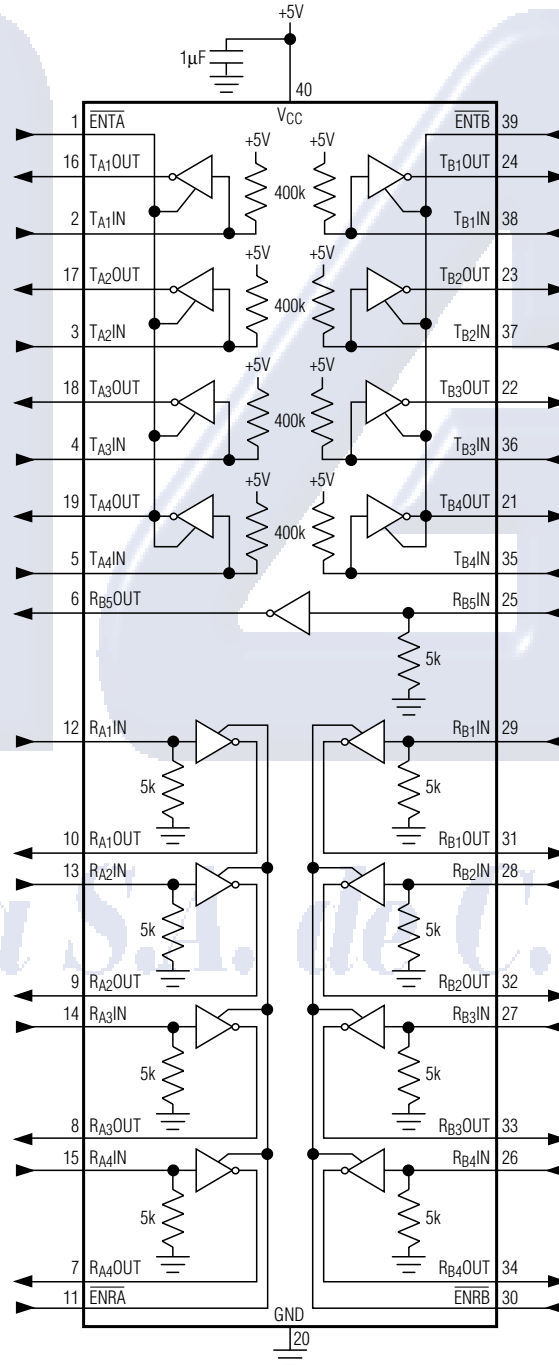 +5V
1µF
40
VCC
1 ENTA ENTB 39
16 TA1OUT +5V +5V TB1OUT 24
400k
2 TA1IN TB1IN 38
17 TA2OUT +5V TB2OUT 23
400k
3 TA2IN TB2IN 37
18 TA3OUT +5V TB3OUT 22
400k
4 TA3IN TB3IN 36
19 TA4OUT +5V TB4OUT 21
400k
5 TA4IN TB4IN 35
6 RB5OUT RB5IN 25
5k
12 RA1IN RB1IN 29
5k 5k
10 RA1OUT RB1OUT 31
13 RA2IN RB2IN 28
5k 5k
9 RA2OUT RB2OUT 32
14 RA3IN RB3IN 27
5k 5k
8 RA3OUT RB3OUT 33
15 RA4IN RB4IN 26
5k 5k
7 RA4OUT RB4OUT 34
11 ENRA ENRB 30
GND
20
a S.A. de C.